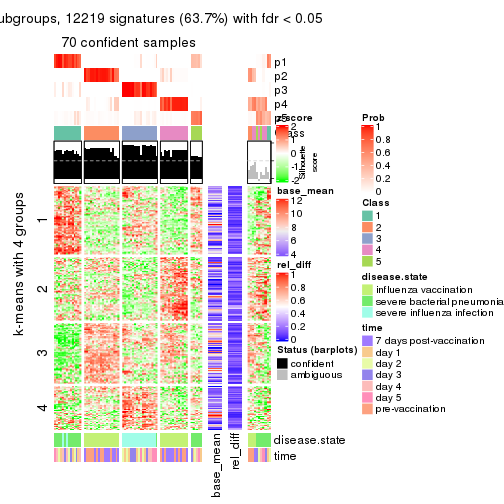 ubgroups, 12219 signatures (63.7%) with fdr < 0.05
70 confident samples
p1
p2
p3
p4
Silhouette
score
k-means with 4 groups
1
2
3
4
base_mean
rel_diff
disease.state
time
z-score
2
1
0
-1
-2
base_mean
12
10
8
6
4
rel_diff
1
0.8
0.6
0.4
0.2
0
Status (barplots)
confident
ambiguous
Prob
1
0.8
0.6
0.4
0.2
0
Class
1
2
3
4
5
disease.state
influenza vaccination
severe bacterial pneumonia
severe influenza infection
time
7 days post-vaccination
day 1
day 2
day 3
day 4
day 5
pre-vaccination